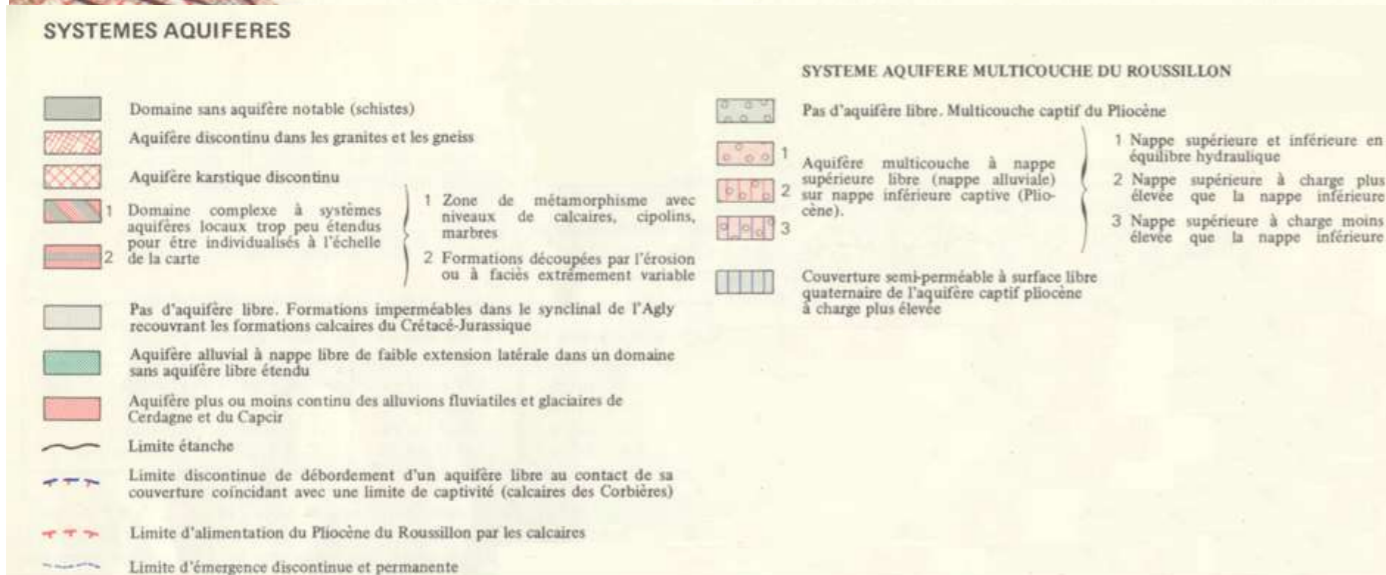 SYSTEMES AQUIFERES
Domaine sans aquifère notable (schistes)
Aquifère discontinu dans les granites et les gneiss
Aquifère karstique discontinu
1
2
Domaine complexe à systèmes
aquifères locaux trop peu étendus
pour être individualisés à l'échelle
de la carte
1 Zone de métamorphisme avec
niveaux de calcaires, cipolins,
marbres
2 Formations découpées par l'érosion
ou à faciès extrêmement variable
Pas d'aquifère libre. Formations imperméables dans le synclinal de l'Agly
recouvrant les formations calcaires du Crétacé-Jurassique
Aquifère alluvial à nappe libre de faible extension latérale dans un domaine
sans aquifère libre étendu
Aquifère plus ou moins continu des alluvions fluviatiles et glaciaires de
Cerdagne et du Capcir
Limite étanche
Limite discontinue de débordement d'un aquifère libre au contact de sa
couverture coïncidant avec une limite de captivité (calcaires des Corbières)
Limite d'alimentation du Pliocène du Roussillon par les calcaires
Limite d'émergence discontinue et permanente
SYSTEME AQUIFERE MULTICOUCHE DU ROUSSILLON
Pas d'aquifère libre. Multicouche captif du Pliocène
1
2
3
Aquifère multicouche à nappe
supérieure libre (nappe alluviale)
sur nappe inférieure captive (Plio-
cène).
1 Nappe supérieure et inférieure en
équilibre hydraulique
2 Nappe supérieure à charge plus
élevée que la nappe inférieure
3 Nappe supérieure à charge moins
élevée que la nappe inférieure
Couverture semi-perméable à surface libre
quaternaire de l'aquifère captif pliocène
à charge plus élevée